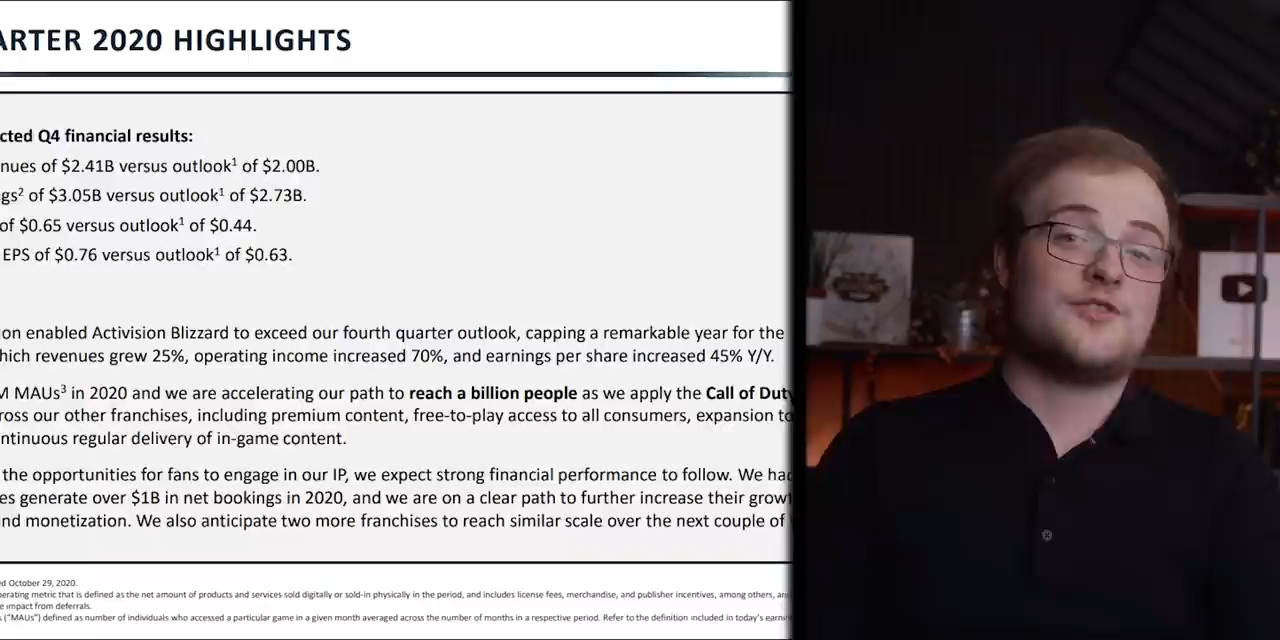 ARTER 2020 HIGHLIGHTS
cted Q4 financial results:
nues of $2.41B versus outlook¹ of $2.00B.
gs² of $3.05B versus outlook¹ of $2.73B.
of $0.65 versus outlook¹ of $0.44.
EPS of $0.76 versus outlook¹ of $0.63.
ion enabled Activision Blizzard to exceed our fourth quarter outlook, capping a remarkable year for the
hich revenues grew 25%, operating income increased 70%, and earnings per share increased 45% Y/Y.
M MAUs³ in 2020 and we are accelerating our path to reach a billion people as we apply the Call of Duty
ross our other franchises, including premium content, free-to-play access to all consumers, expansion to
ntinuous regular delivery of in-game content.
the opportunities for fans to engage in our IP, we expect strong financial performance to follow. We had
es generate over $1B in net bookings in 2020, and we are on a clear path to further increase their growt
nd monetization. We also anticipate two more franchises to reach similar scale over the next couple of
ed October 29, 2020.
perating metric that is defined as the net amount of products and services sold digitally or sold-in physically in the period, and includes license fees, merchandise, and publisher incentives, among others, an
e impact from deferrals.
s ("MAUs") defined as number of individuals who accessed a particular game in a given month averaged across the number of months in a respective period. Refer to the definition included in today's earni